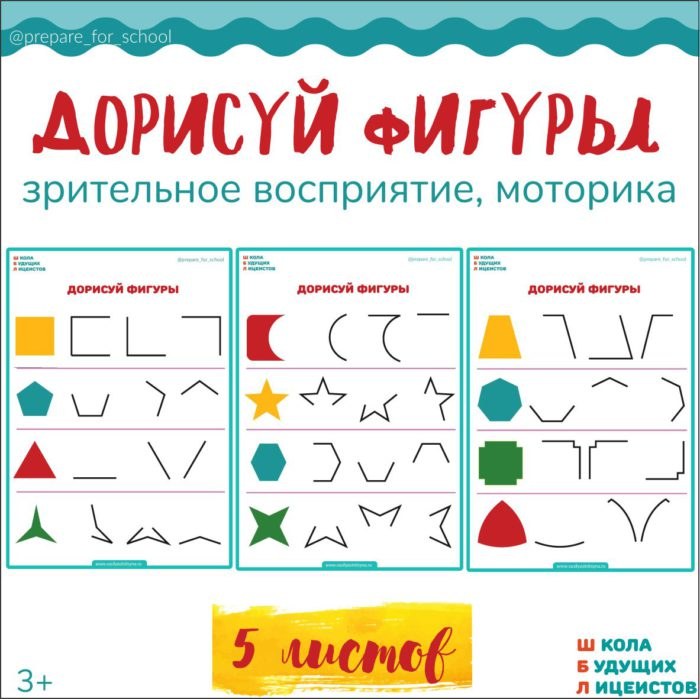 @prepare_for_school
ДОРИСУЙ ФИГУРЫ
зрительное восприятие, моторика
Ш КОЛА
Б УДУЩИХ
Л ИЦЕИСТОВ
@prepare_for_school
ДОРИСУЙ ФИГУРЫ
Ш КОЛА
Б УДУЩИХ
Л ИЦЕИСТОВ
@prepare_for_school
ДОРИСУЙ ФИГУРЫ
Ш КОЛА
Б УДУЩИХ
Л ИЦЕИСТОВ
@prepare_for_school
ДОРИСУЙ ФИГУРЫ
5 листов
3+
Ш КОЛА
Б УДУЩИХ
Л ИЦЕИСТОВ